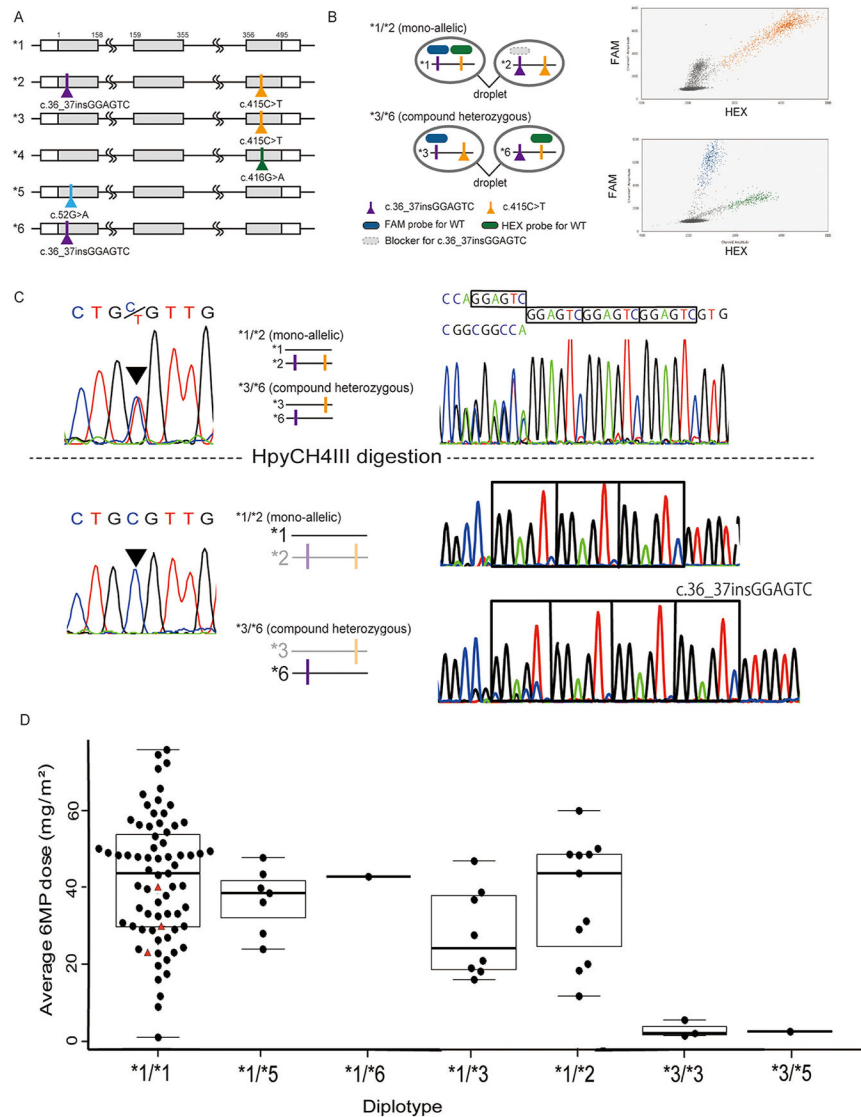 A
1 158 159 355 356 495
*1
*2
c.36_37insGGAGTC c.415C>T
*3
c.415C>T
*4
c.416G>A
*5
c.52G>A
*6
c.36_37insGGAGTC
B
*1/*2 (mono-allelic)
*1 *2
droplet
*3/*6 (compound heterozygous)
*3 *6
droplet
c.36_37insGGAGTC c.415C>T
FAM probe for WT HEX probe for WT
Blocker for c.36_37insGGAGTC
FAM
HEX
FAM
HEX
C
C T G C/T G T T G
*1/*2 (mono-allelic)
*1
*2
*3/*6 (compound heterozygous)
*3
*6
CCAGGAGTC
GGAGTCGGAGTCGGAGTCGTG
CGGCGGCCA
HpyCH4III digestion
C T G C G T T G
*1/*2 (mono-allelic)
*1
*2
*3/*6 (compound heterozygous)
*3
*6
c.36_37insGGAGTC
D
Average 6MP dose (mg/m²)
60
40
20
0
*1/*1 *1/*5 *1/*6 *1/*3 *1/*2 *3/*3 *3/*5
Diplotype